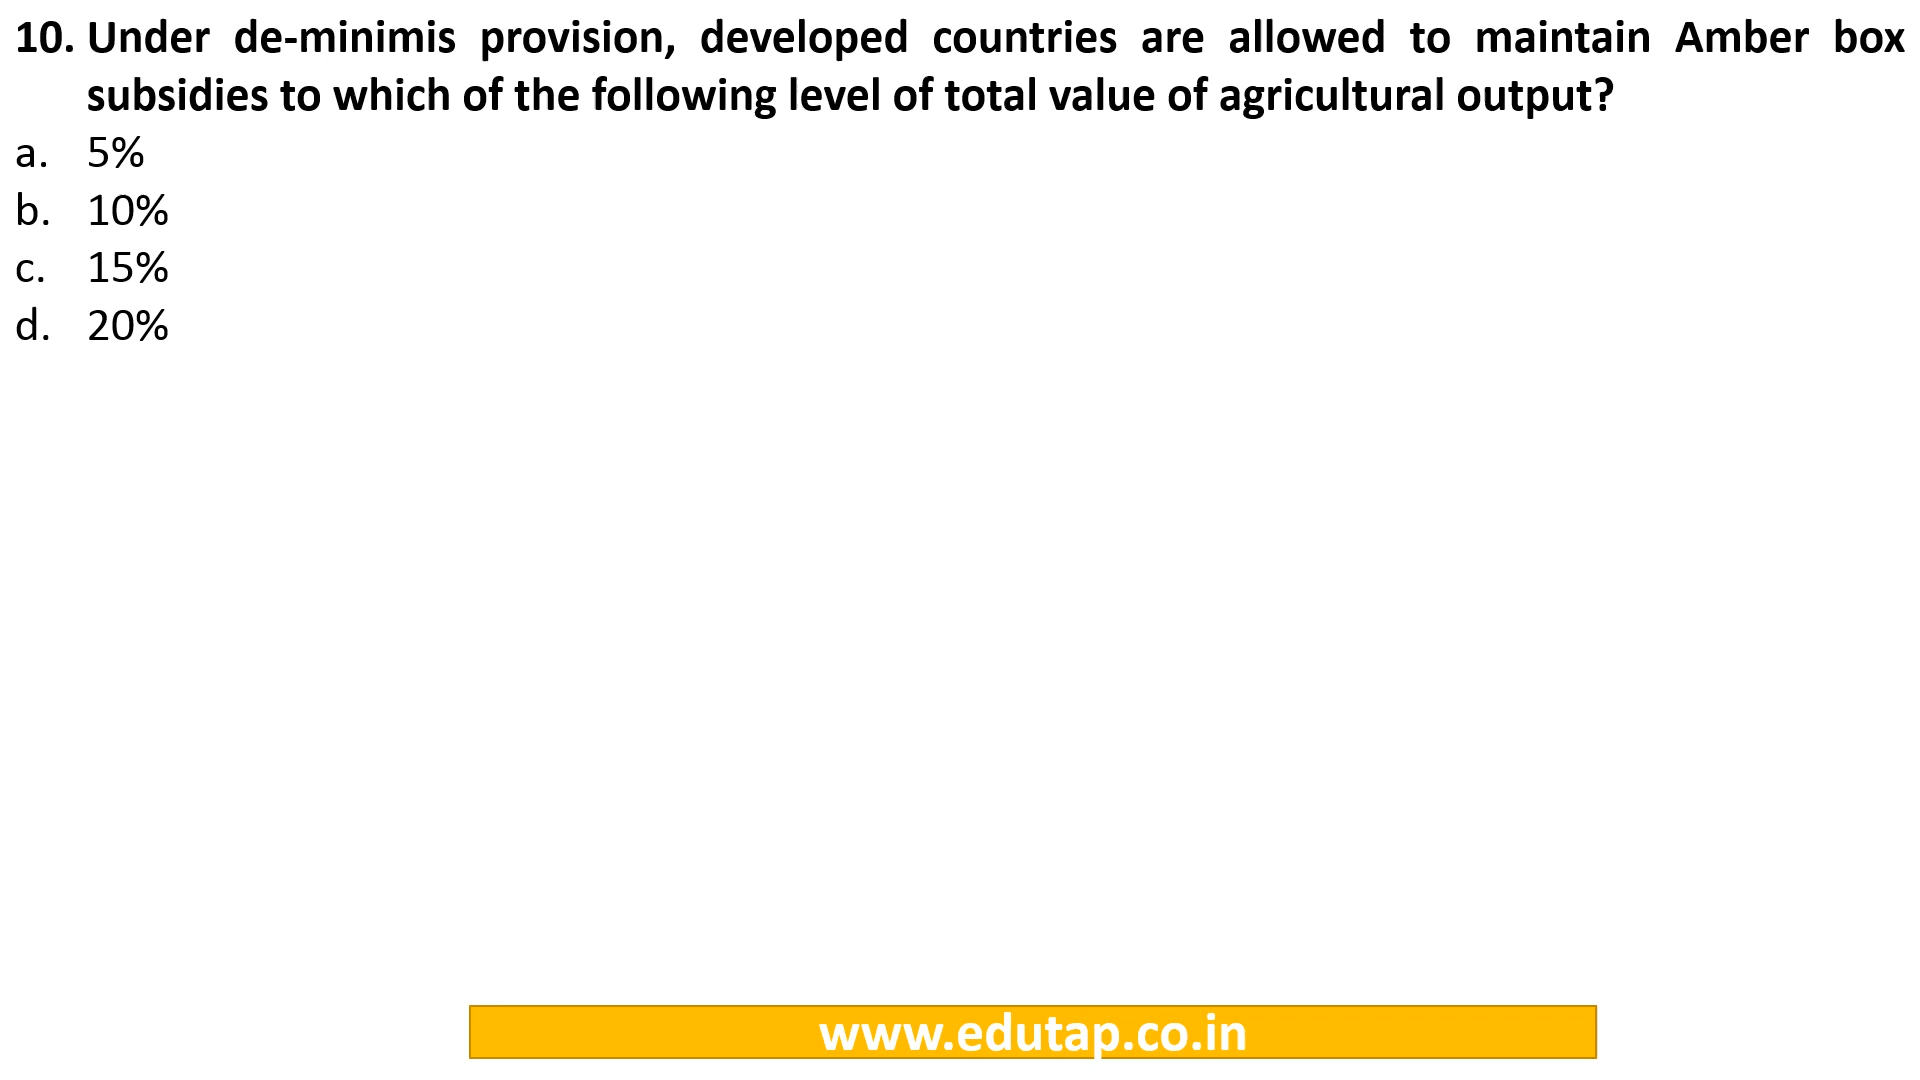 10. Under de-minimis provision, developed countries are allowed to maintain Amber box
subsidies to which of the following level of total value of agricultural output?
a. 5%
b. 10%
c. 15%
d. 20%
www.edutap.co.in